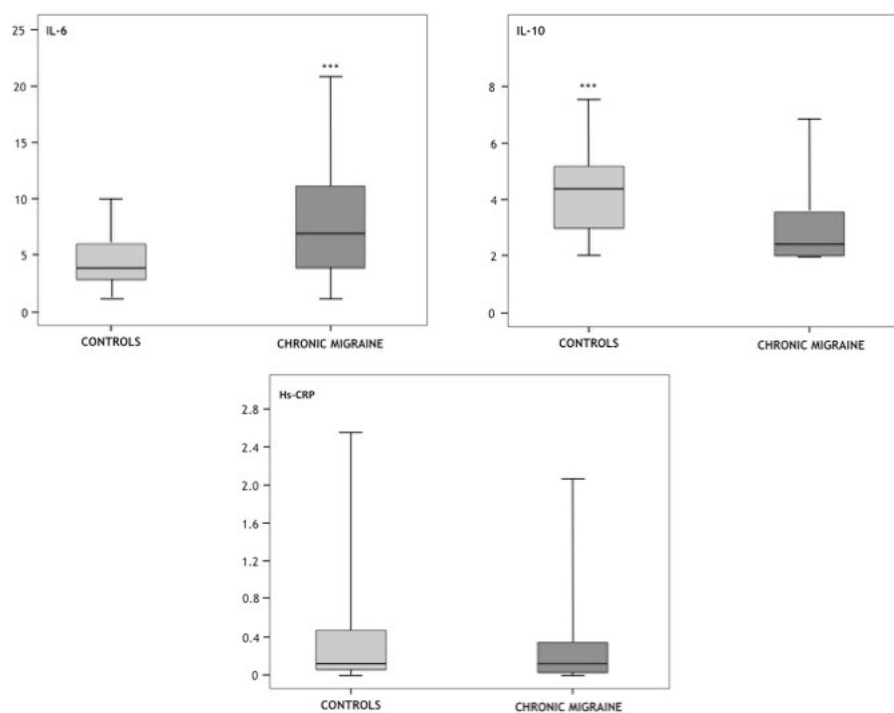 IL-6
25
20
15
10
5
0
***
CONTROLS
CHRONIC MIGRAINE
IL-10
8
6
4
2
0
***
CONTROLS
CHRONIC MIGRAINE
Hs-CRP
2.8
2.4
2.0
1.6
1.2
0.8
0.4
0
CONTROLS
CHRONIC MIGRAINE